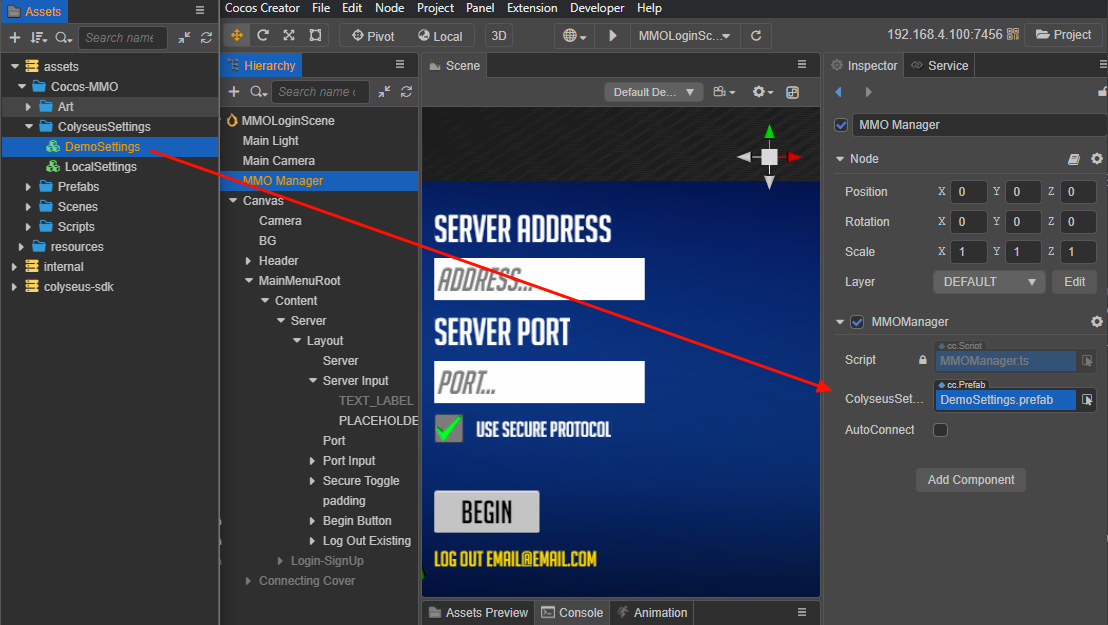 Assets
Search name
assets
Cocos-MMO
Art
ColyseusSettings
DemoSettings
LocalSettings
Prefabs
Scenes
Scripts
resources
internal
colyseus-sdk
Cocos Creator File Edit Node Project Panel Extension Developer Help
Pivot Local 3D MMOLoginSc... 192.168.4.100:7456 Project
Hierarchy
Search name
MMOLoginScene
Main Light
Main Camera
MMO Manager
Canvas
Camera
BG
Header
MainMenuRoot
Content
Server
Layout
Server
Server Input
TEXT_LABEL
PLACEHOLDE
Port
Port Input
Secure Toggle
padding
Begin Button
Log Out Existing
Login-SignUp
Connecting Cover
Scene
Default De...
SERVER ADDRESS
ADDRESS...
SERVER PORT
PORT...
USE SECURE PROTOCOL
BEGIN
LOG OUT EMAIL@EMAIL.COM
Assets Preview Console Animation
Inspector Service
MMO Manager
Node
Position X 0 Y 0 Z 0
Rotation X 0 Y 0 Z 0
Scale X 1 Y 1 Z 1
Layer DEFAULT Edit
MMOManager
cc.Script
Script MMOManager.ts
cc.Prefab
ColyseusSet... DemoSettings.prefab
AutoConnect
Add Component